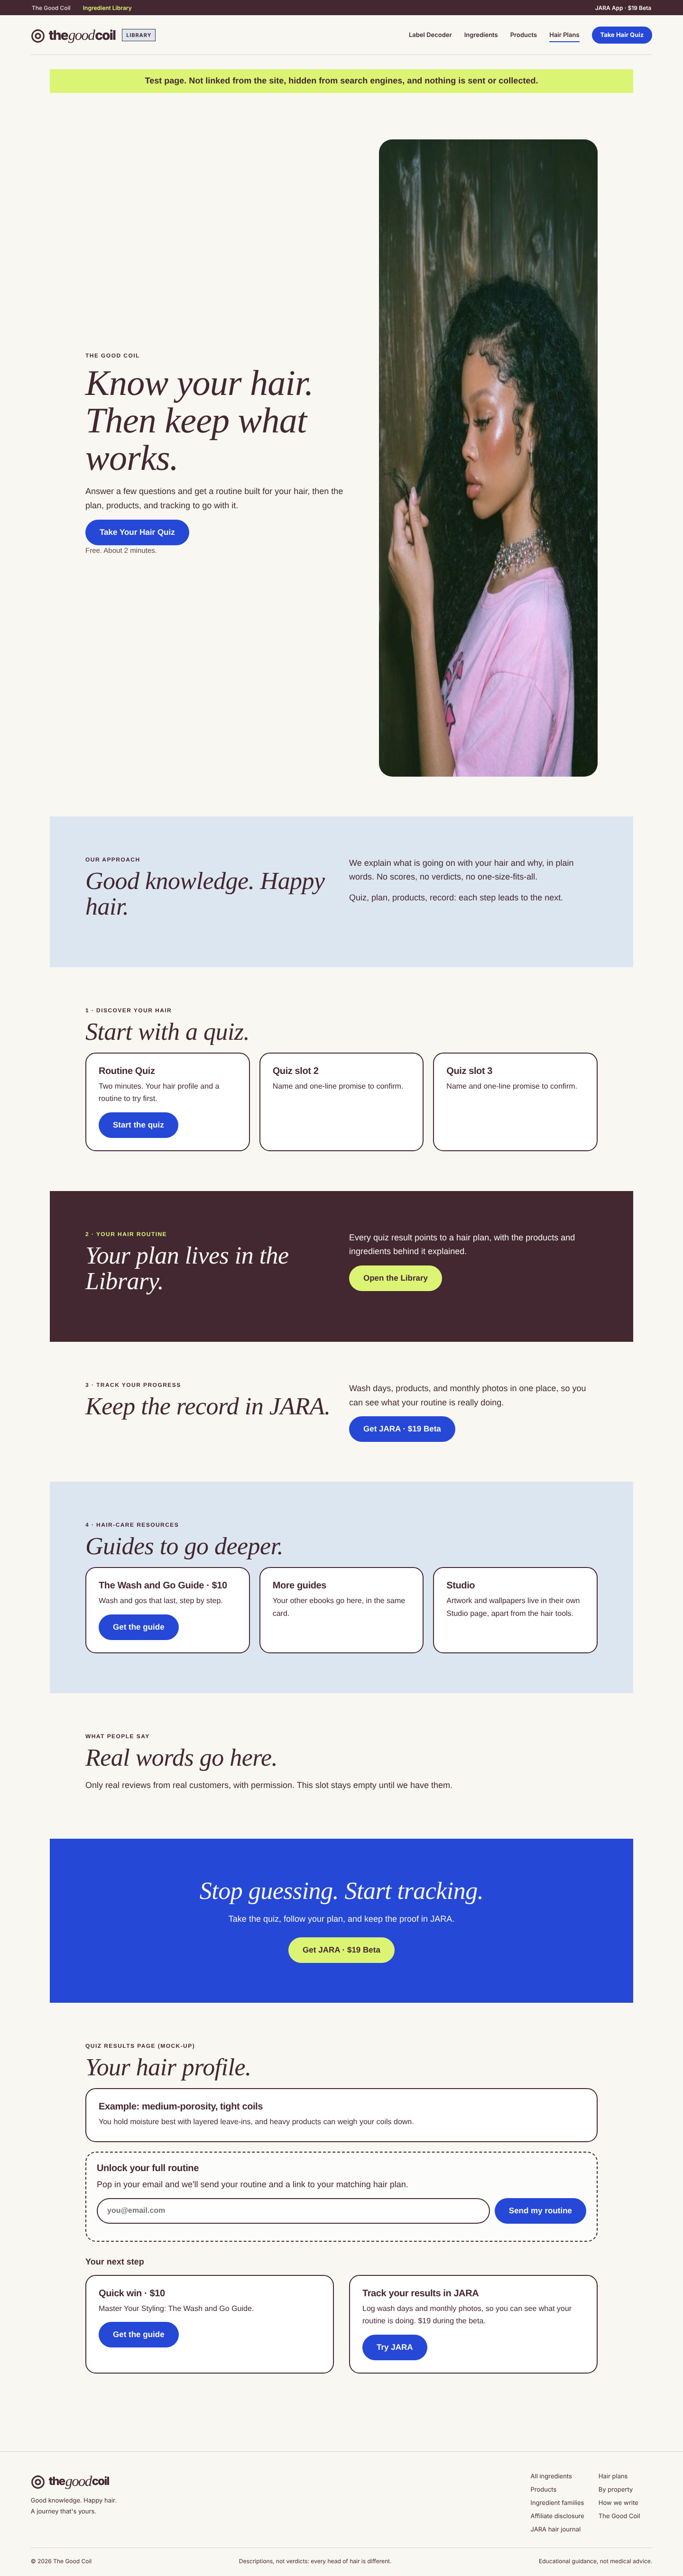 The Good Coil
Ingredient Library
JARA App · $19 Beta
thegoodcoil
LIBRARY
Label Decoder
Ingredients
Products
Hair Plans
Take Hair Quiz
Test page. Not linked from the site, hidden from search engines, and nothing is sent or collected.
THE GOOD COIL
Know your hair.
Then keep what
works.
Answer a few questions and get a routine built for your hair, then the
plan, products, and tracking to go with it.
Take Your Hair Quiz
Free. About 2 minutes.
OUR APPROACH
Good knowledge. Happy
hair.
We explain what is going on with your hair and why, in plain
words. No scores, no verdicts, no one-size-fits-all.
Quiz, plan, products, record: each step leads to the next.
1 · DISCOVER YOUR HAIR
Start with a quiz.
Routine Quiz
Two minutes. Your hair profile and a
routine to try first.
Start the quiz
Quiz slot 2
Name and one-line promise to confirm.
Quiz slot 3
Name and one-line promise to confirm.
2 · YOUR HAIR ROUTINE
Your plan lives in the
Library.
Every quiz result points to a hair plan, with the products and
ingredients behind it explained.
Open the Library
3 · TRACK YOUR PROGRESS
Keep the record in JARA.
Wash days, products, and monthly photos in one place, so you
can see what your routine is really doing.
Get JARA · $19 Beta
4 · HAIR-CARE RESOURCES
Guides to go deeper.
The Wash and Go Guide · $10
Wash and gos that last, step by step.
Get the guide
More guides
Your other ebooks go here, in the same
card.
Studio
Artwork and wallpapers live in their own
Studio page, apart from the hair tools.
WHAT PEOPLE SAY
Real words go here.
Only real reviews from real customers, with permission. This slot stays empty until we have them.
Stop guessing. Start tracking.
Take the quiz, follow your plan, and keep the proof in JARA.
Get JARA · $19 Beta
QUIZ RESULTS PAGE (MOCK-UP)
Your hair profile.
Example: medium-porosity, tight coils
You hold moisture best with layered leave-ins, and heavy products can weigh your coils down.
Unlock your full routine
Pop in your email and we'll send your routine and a link to your matching hair plan.
you@email.com
Send my routine
Your next step
Quick win · $10
Master Your Styling: The Wash and Go Guide.
Get the guide
Track your results in JARA
Log wash days and monthly photos, so you can see what your
routine is doing. $19 during the beta.
Try JARA
thegoodcoil
Good knowledge. Happy hair.
A journey that's yours.
All ingredients
Products
Ingredient families
Affiliate disclosure
JARA hair journal
Hair plans
By property
How we write
The Good Coil
© 2026 The Good Coil
Descriptions, not verdicts: every head of hair is different.
Educational guidance, not medical advice.